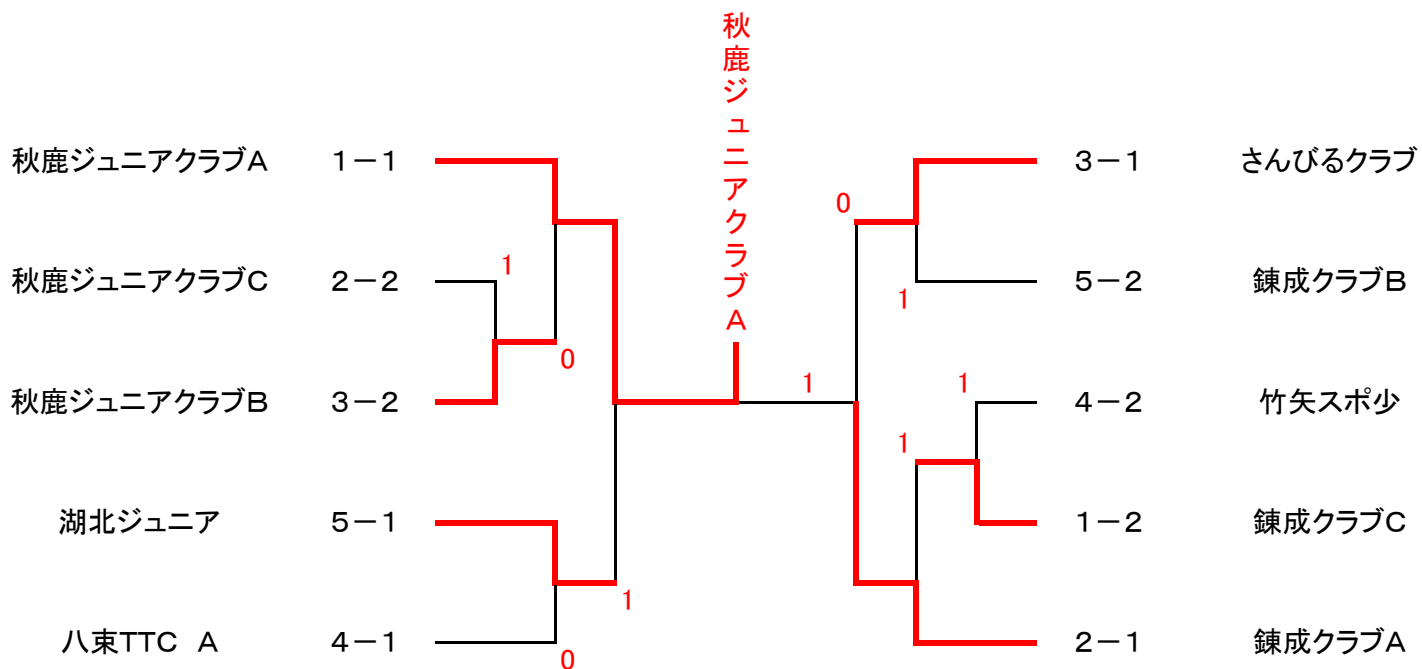 秋鹿ジュニアクラブA
秋鹿ジュニアクラブA 1-1
秋鹿ジュニアクラブC 2-2
秋鹿ジュニアクラブB 3-2
湖北ジュニア 5-1
八束TTC A 4-1
1
0
1
0
1
0
1
1
1
さんびるクラブ 3-1
錬成クラブB 5-2
竹矢スポ少 4-2
錬成クラブC 1-2
錬成クラブA 2-1